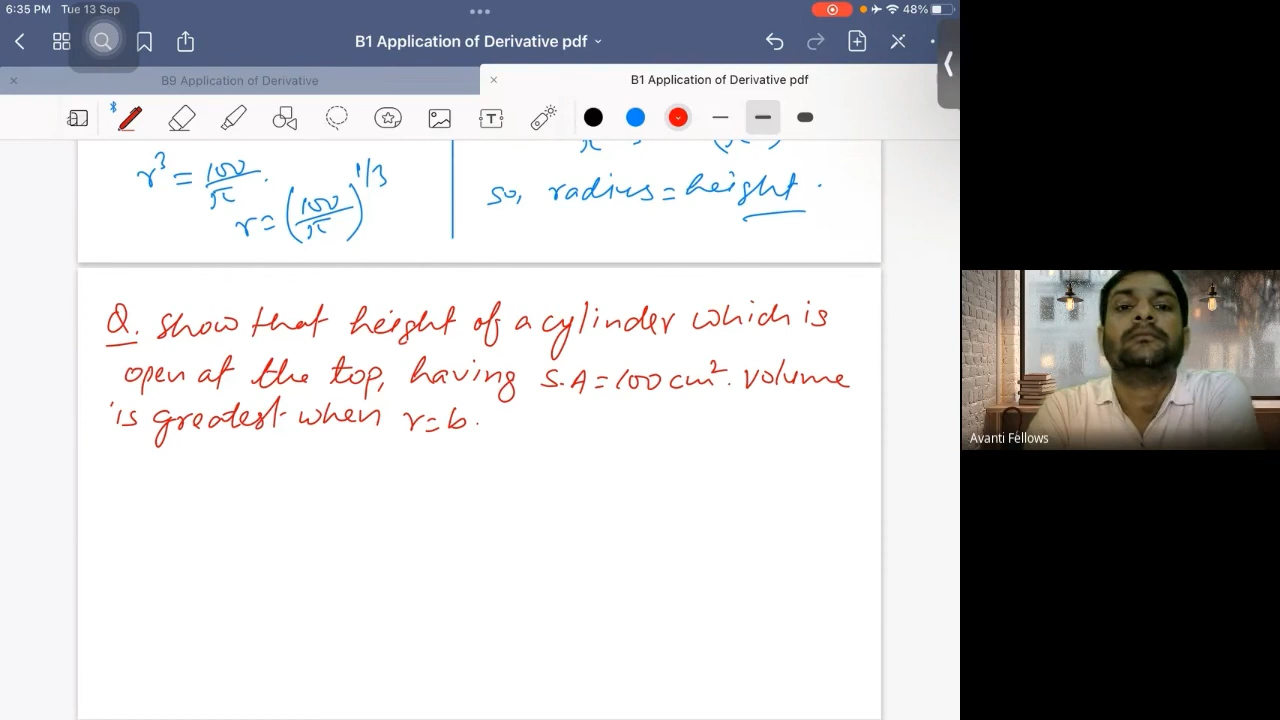 6:35 PM Tue 13 Sep
48%
B1 Application of Derivative pdf
B9 Application of Derivative
B1 Application of Derivative pdf
r³ = 100/π.
r = (100/π)^1/3
so, radius = height.
Q. show that height of a cylinder which is
open at the top, having S.A = 100 cm². volume
is greatest when r = b.
Avanti Fellows